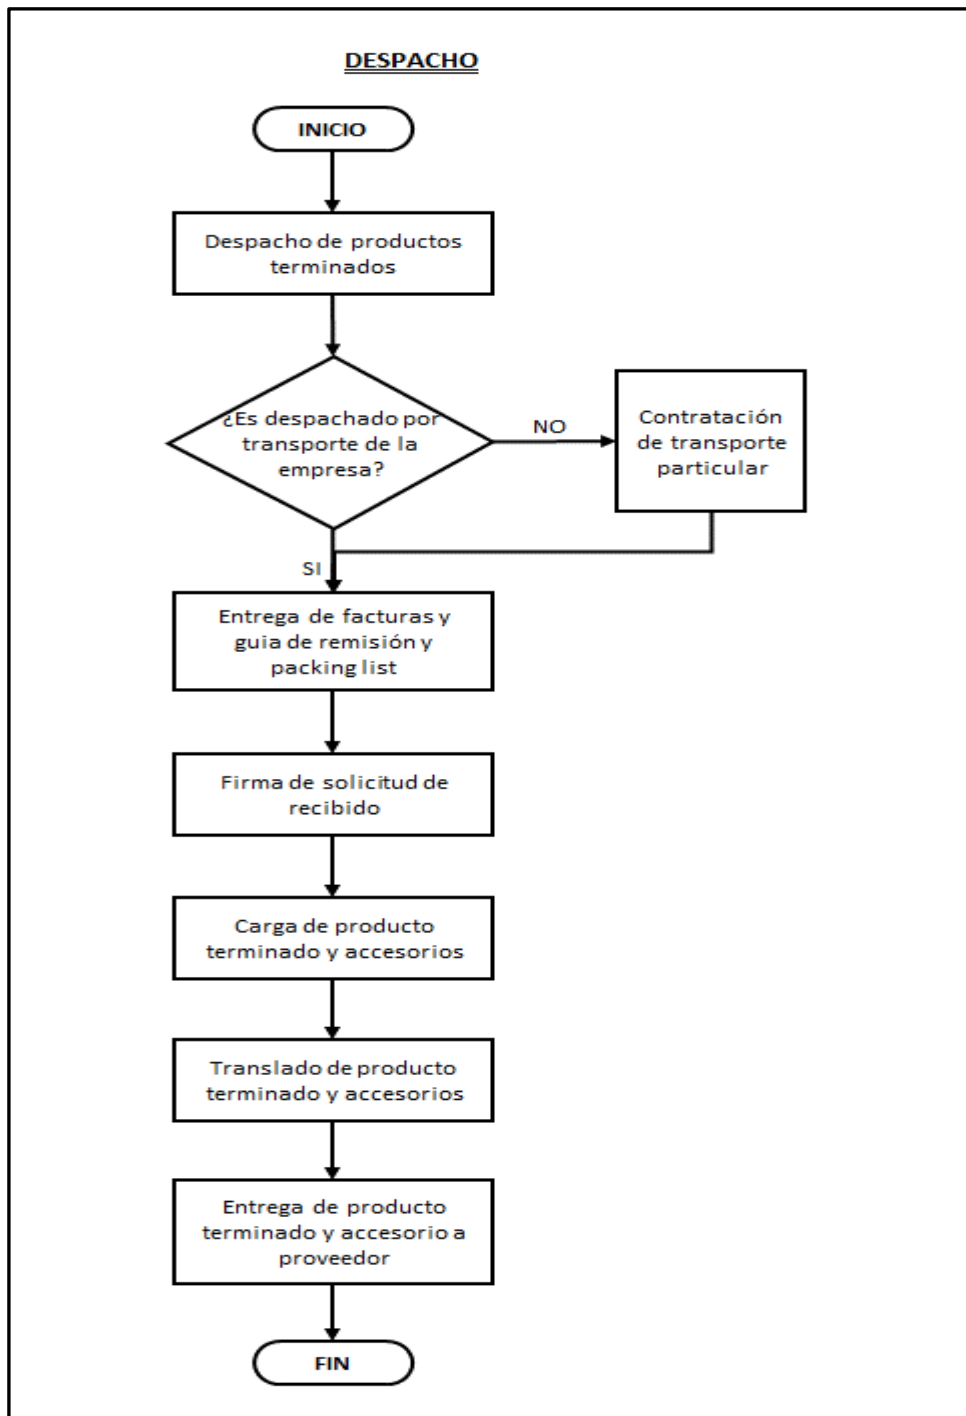 DESPACHO
INICIO
Despacho de productos
terminados
¿Es despachado por
transporte de la
empresa?
NO
Contratación
de transporte
particular
SI
Entrega de facturas y
guia de remisión y
packing list
Firma de solicitud de
recibido
Carga de producto
terminado y accesorios
Translado de producto
terminado y accesorios
Entrega de producto
terminado y accesorio a
proveedor
FIN